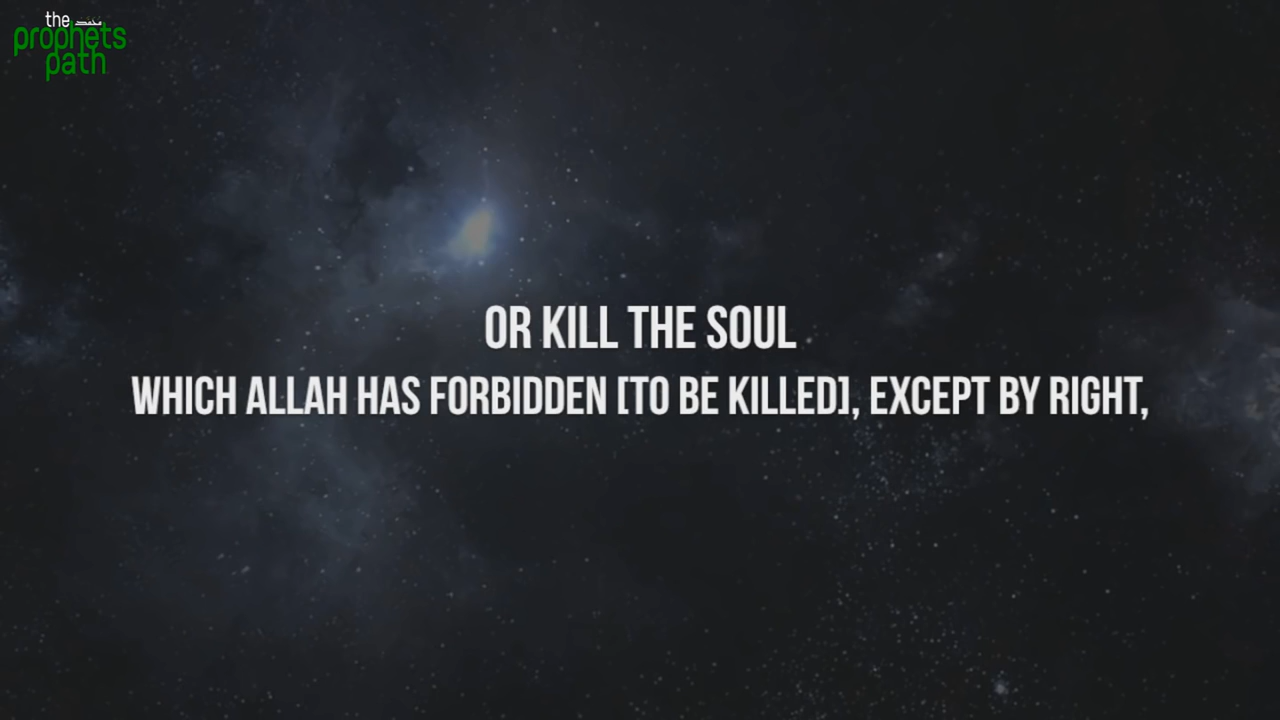 the
prophets
path
OR KILL THE SOUL
WHICH ALLAH HAS FORBIDDEN [TO BE KILLED], EXCEPT BY RIGHT,